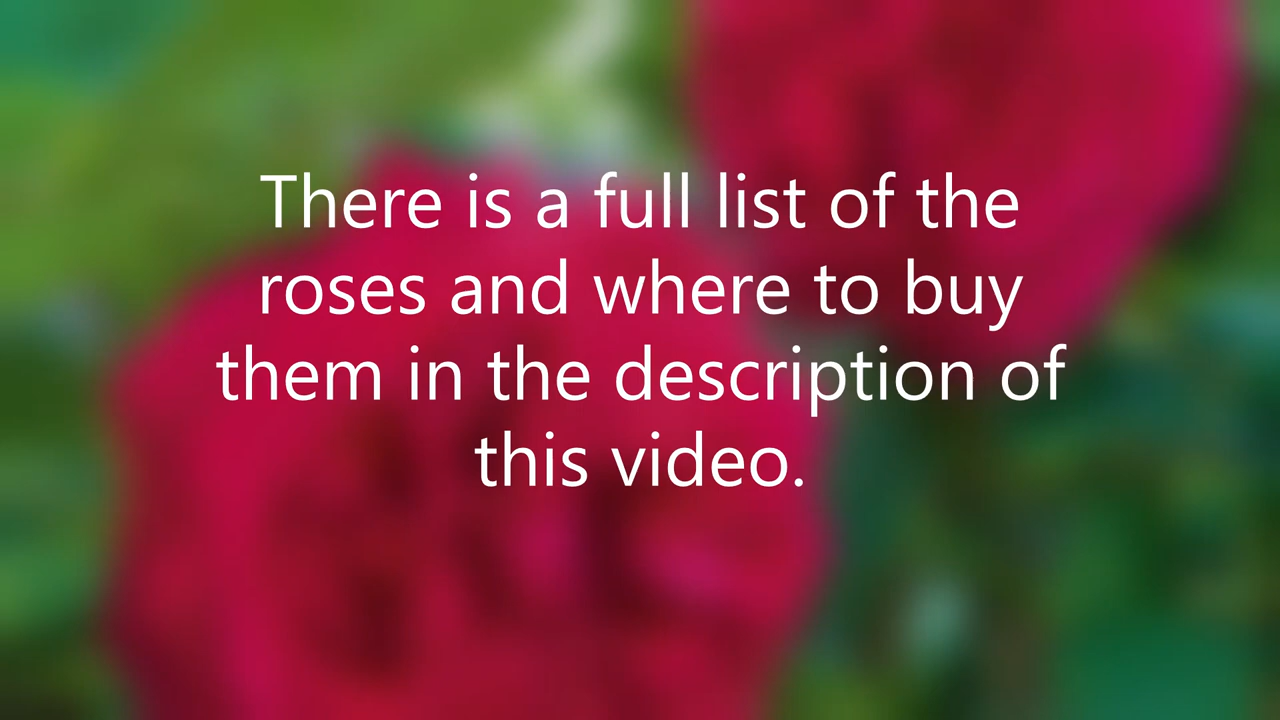 There is a full list of the
roses and where to buy
them in the description of
this video.